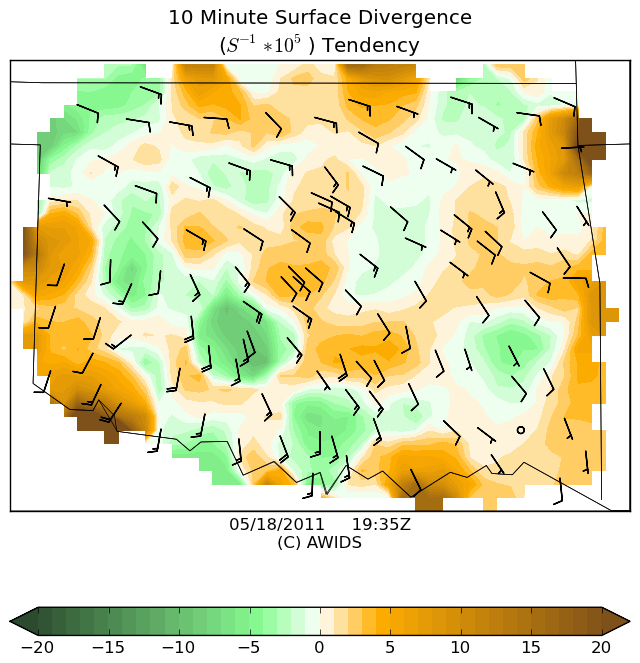 10 Minute Surface Divergence
(S⁻¹ * 10⁵ ) Tendency
05/18/2011 19:35Z
(C) AWIDS
−20 −15 −10 −5 0 5 10 15 20